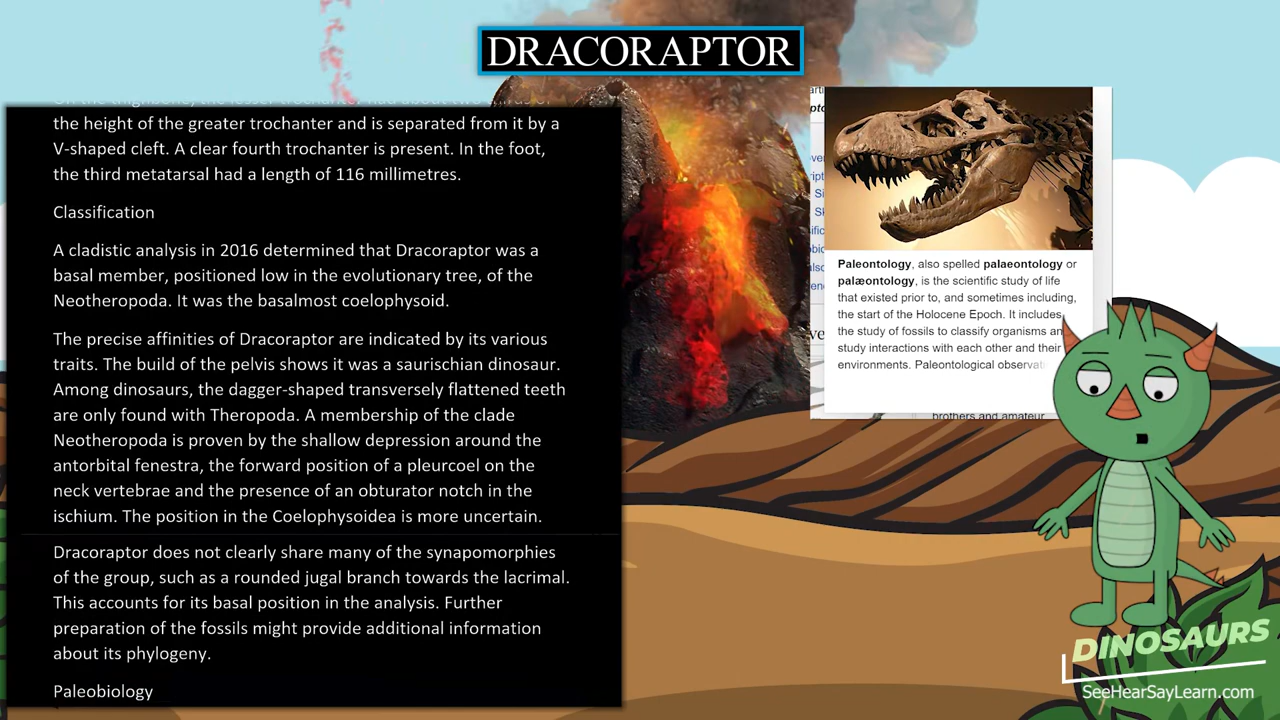 DRACORAPTOR
the height of the greater trochanter and is separated from it by a
V-shaped cleft. A clear fourth trochanter is present. In the foot,
the third metatarsal had a length of 116 millimetres.
Classification
A cladistic analysis in 2016 determined that Dracoraptor was a
basal member, positioned low in the evolutionary tree, of the
Neotheropoda. It was the basalmost coelophysoid.
The precise affinities of Dracoraptor are indicated by its various
traits. The build of the pelvis shows it was a saurischian dinosaur.
Among dinosaurs, the dagger-shaped transversely flattened teeth
are only found with Theropoda. A membership of the clade
Neotheropoda is proven by the shallow depression around the
antorbital fenestra, the forward position of a pleurcoel on the
neck vertebrae and the presence of an obturator notch in the
ischium. The position in the Coelophysoidea is more uncertain.
Dracoraptor does not clearly share many of the synapomorphies
of the group, such as a rounded jugal branch towards the lacrimal.
This accounts for its basal position in the analysis. Further
preparation of the fossils might provide additional information
about its phylogeny.
Paleobiology
Paleontology, also spelled palaeontology or
palæontology, is the scientific study of life
that existed prior to, and sometimes including,
the start of the Holocene Epoch. It includes
the study of fossils to classify organisms an
study interactions with each other and their
environments. Paleontological observat
brothers and amateur
DINOSAURS
SeeHearSayLearn.com